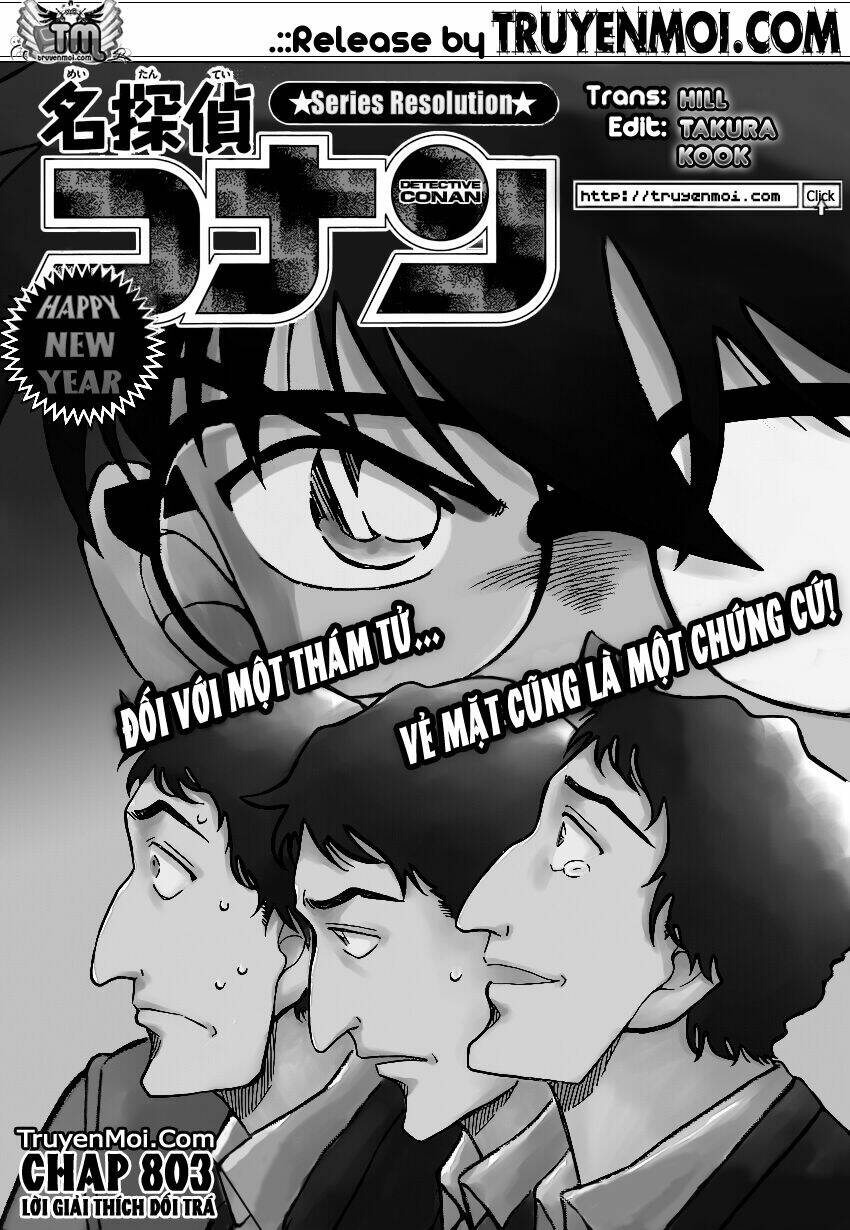 TM
truyenmoi.com
.::Release by TRUYENMOI.COM
めい たん てい
名探偵
コナン
DETECTIVE
CONAN
★Series Resolution★
Trans: HILL
Edit: TAKURA
KOOK
http://truyenmoi.com Click
HAPPY
NEW
YEAR
ĐỐI VỚI MỘT THÁM TỬ...
VẺ MẶT CŨNG LÀ MỘT CHỨNG CỨ!
TruyenMoi.Com
CHAP 803
LỜI GIẢI THÍCH DỐI TRÁ